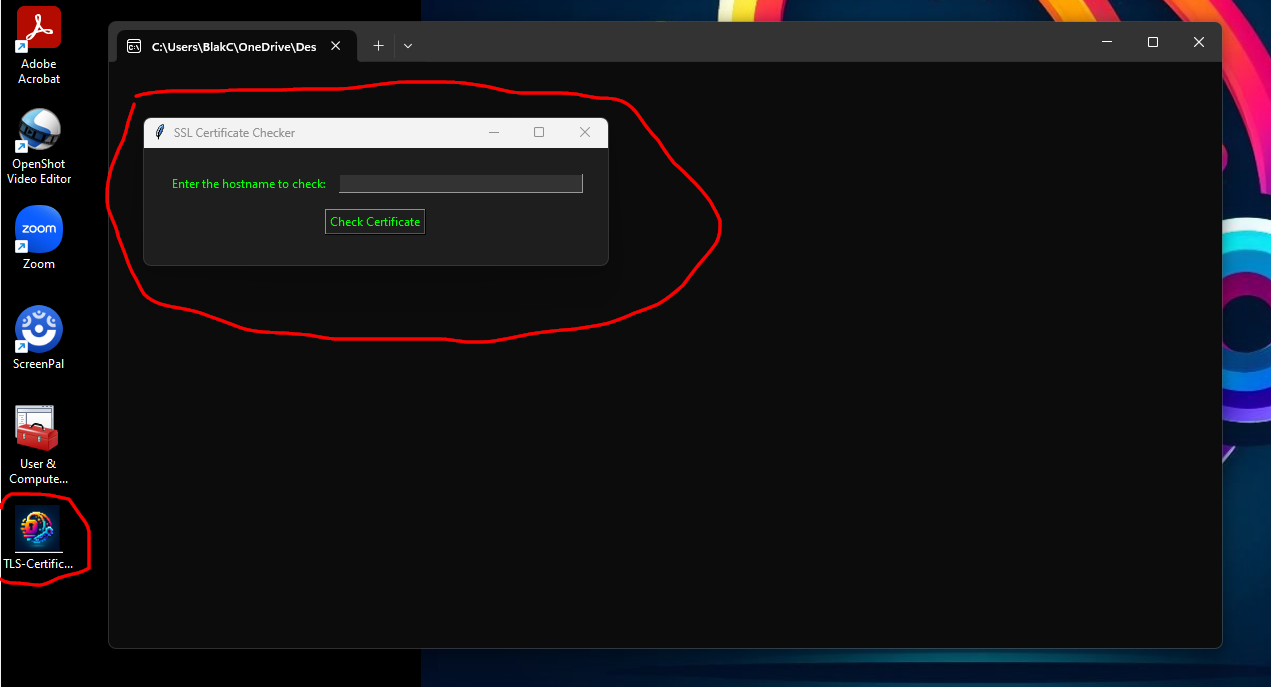 Adobe
Acrobat
OpenShot
Video Editor
zoom
Zoom
ScreenPal
User &
Compute...
TLS-Certific...
C:\Users\BlakC\OneDrive\Des
SSL Certificate Checker
Enter the hostname to check:
Check Certificate